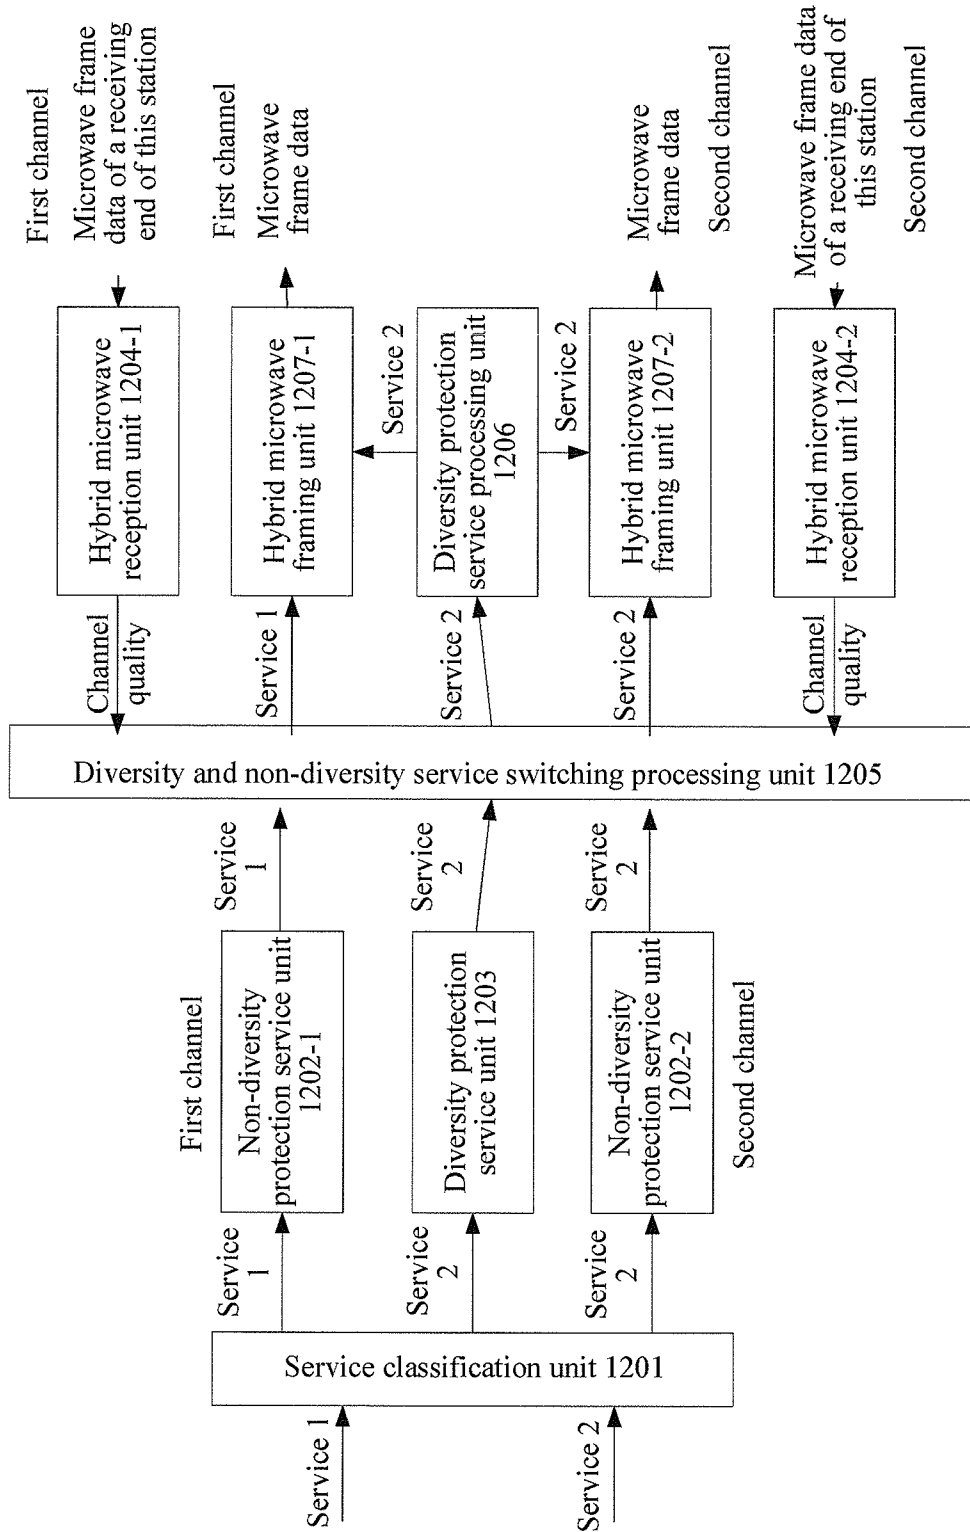 First channel
Microwave frame
data of a receiving
end of this station
Hybrid microwave
reception unit 1204-1
Channel
quality
First channel
Microwave
frame data
Hybrid microwave
framing unit 1207-1
Service 1
Service 2
Diversity protection
service processing unit
1206
Service 2
Service 2
Hybrid microwave
framing unit 1207-2
Service 2
Microwave
frame data
Second channel
Microwave frame data
of a receiving end of
this station
Second channel
Hybrid microwave
reception unit 1204-2
Channel
quality
Diversity and non-diversity service switching processing unit 1205
Service
1
Service
2
Service
2
First channel
Non-diversity
protection service unit
1202-1
Diversity protection
service unit 1203
Non-diversity
protection service unit
1202-2
Second channel
Service
1
Service
2
Service
2
Service classification unit 1201
Service 1
Service 2